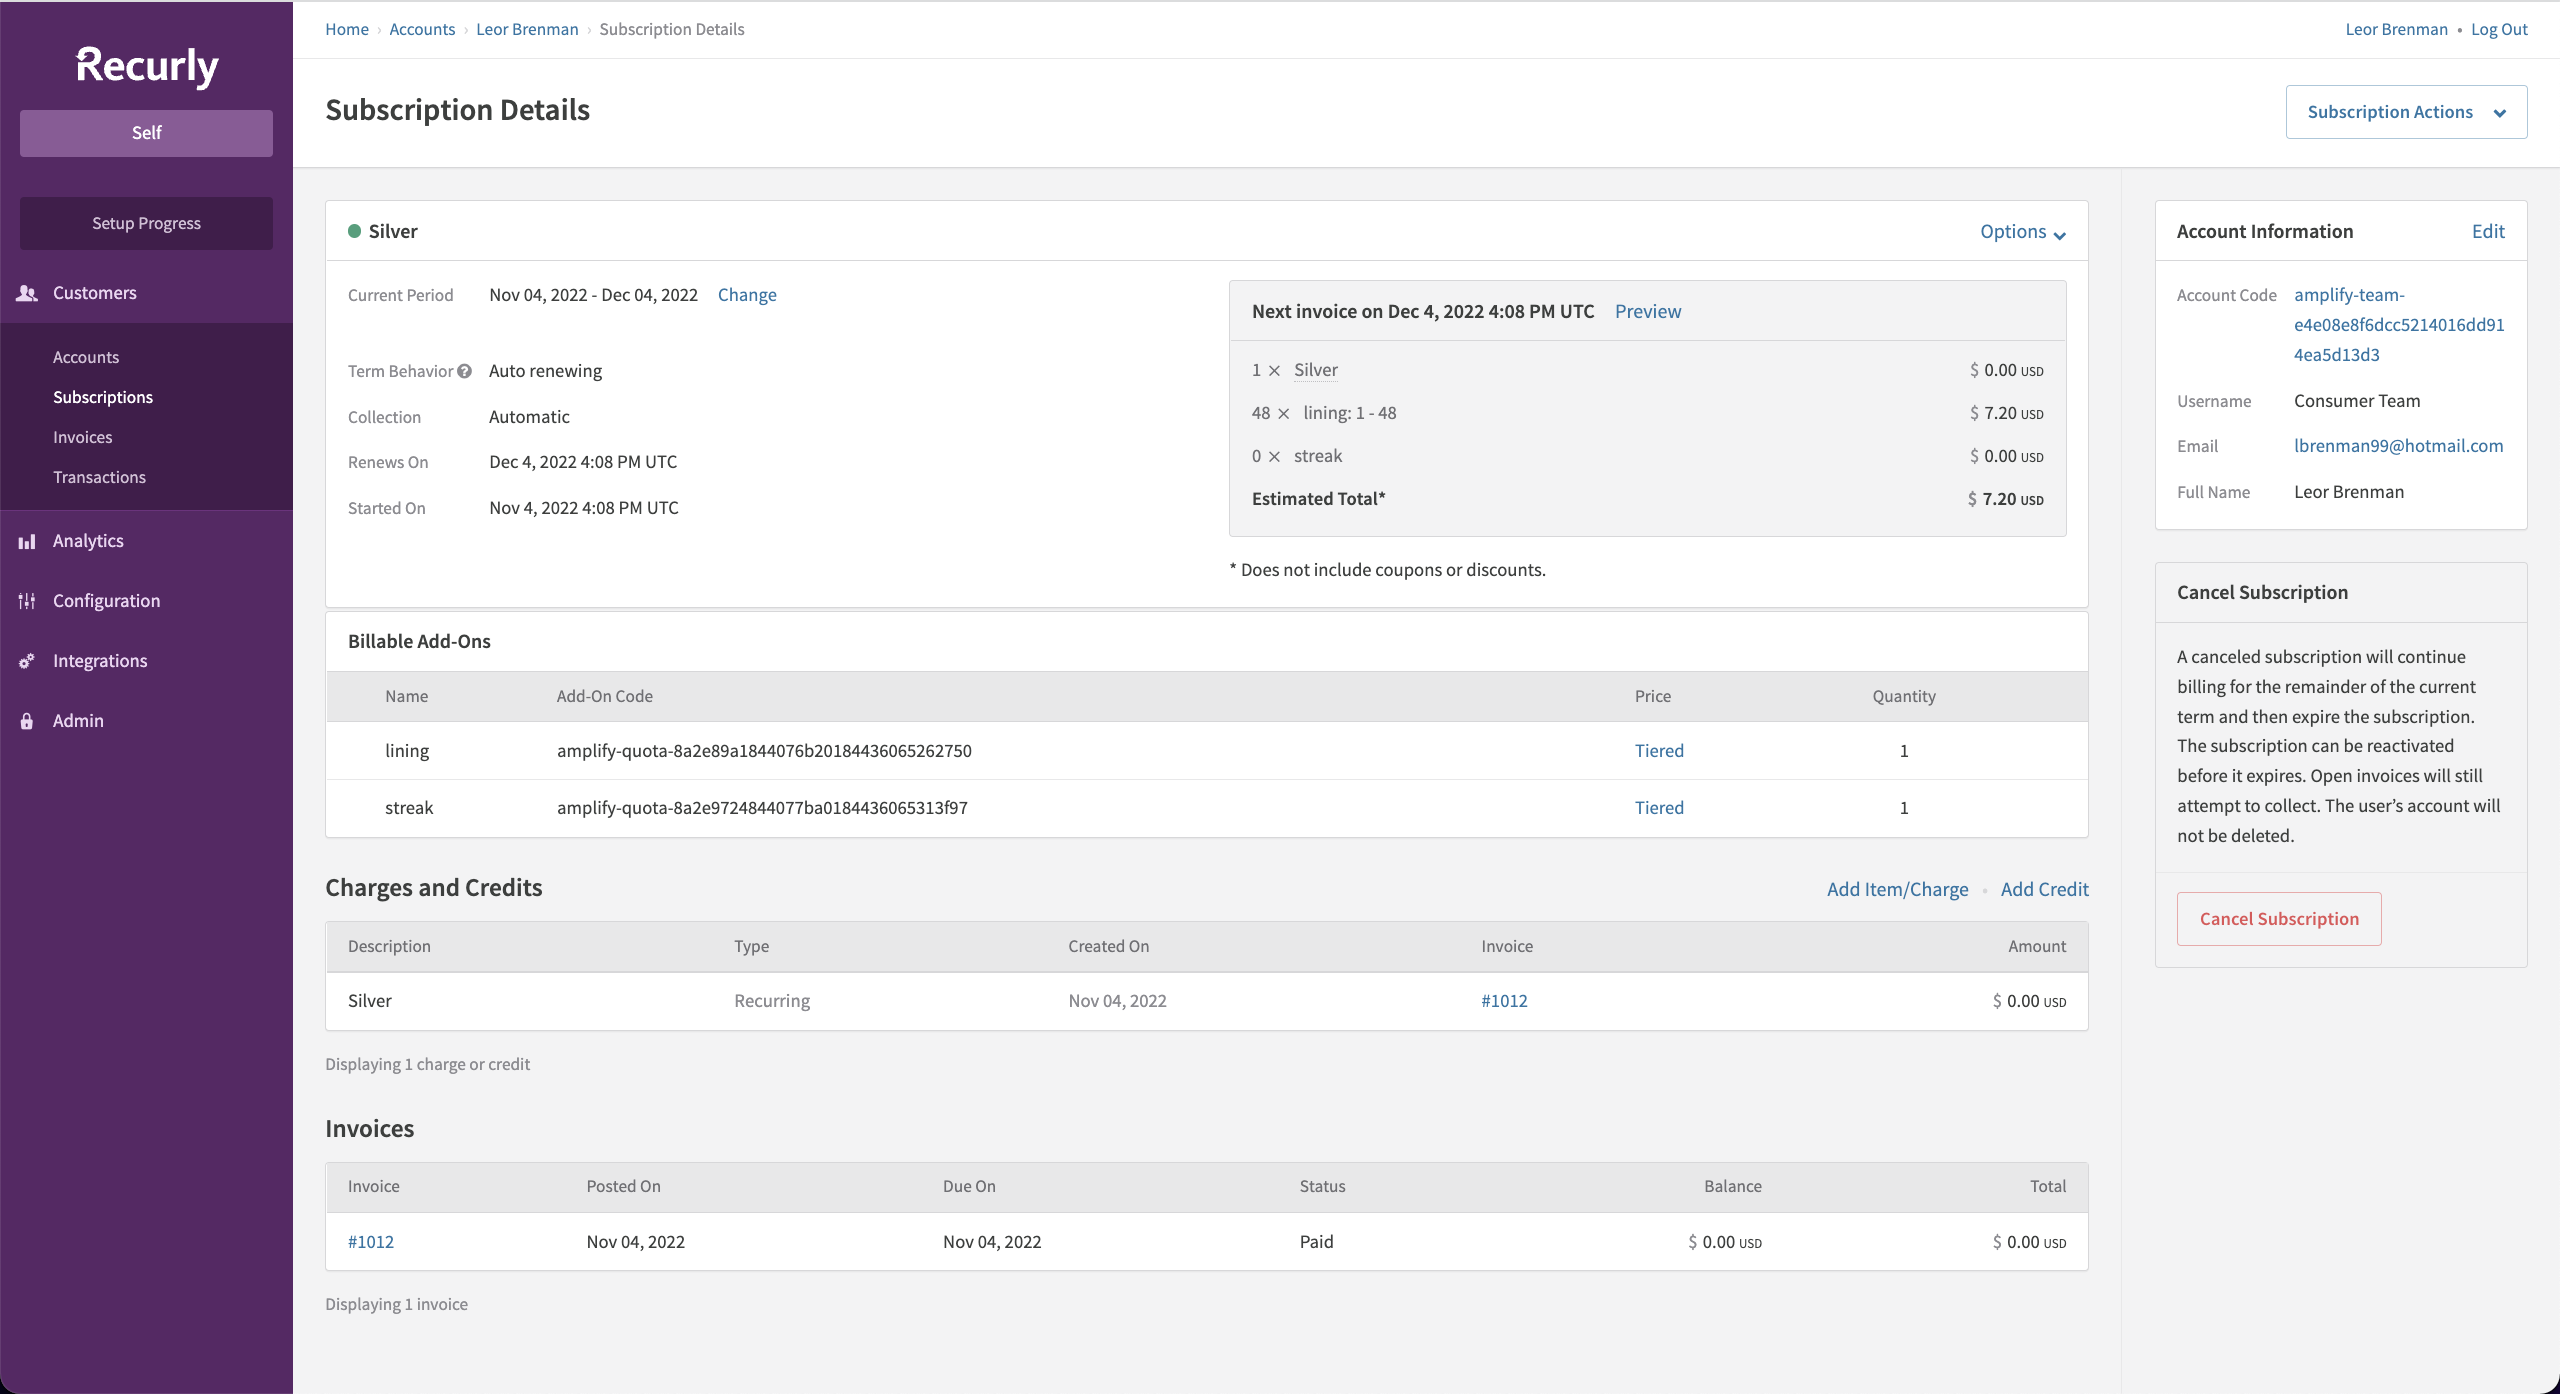 Recurly
Self
Setup Progress
Customers
Accounts
Subscriptions
Invoices
Transactions
Analytics
Configuration
Integrations
Admin
Home › Accounts › Leor Brenman › Subscription Details
Leor Brenman • Log Out
Subscription Details
Subscription Actions
Silver
Options
Current Period Nov 04, 2022 - Dec 04, 2022 Change
Term Behavior ? Auto renewing
Collection Automatic
Renews On Dec 4, 2022 4:08 PM UTC
Started On Nov 4, 2022 4:08 PM UTC
Next invoice on Dec 4, 2022 4:08 PM UTC Preview
1 × Silver $ 0.00 USD
48 × lining: 1 - 48 $ 7.20 USD
0 × streak $ 0.00 USD
Estimated Total* $ 7.20 USD
* Does not include coupons or discounts.
Billable Add-Ons
Name Add-On Code Price Quantity
lining amplify-quota-8a2e89a1844076b20184436065262750 Tiered 1
streak amplify-quota-8a2e9724844077ba0184436065313f97 Tiered 1
Charges and Credits
Add Item/Charge • Add Credit
Description Type Created On Invoice Amount
Silver Recurring Nov 04, 2022 #1012 $ 0.00 USD
Displaying 1 charge or credit
Invoices
Invoice Posted On Due On Status Balance Total
#1012 Nov 04, 2022 Nov 04, 2022 Paid $ 0.00 USD $ 0.00 USD
Displaying 1 invoice
Account Information Edit
Account Code amplify-team-
e4e08e8f6dcc5214016dd91
4ea5d13d3
Username Consumer Team
Email lbrenman99@hotmail.com
Full Name Leor Brenman
Cancel Subscription
A canceled subscription will continue
billing for the remainder of the current
term and then expire the subscription.
The subscription can be reactivated
before it expires. Open invoices will still
attempt to collect. The user’s account will
not be deleted.
Cancel Subscription